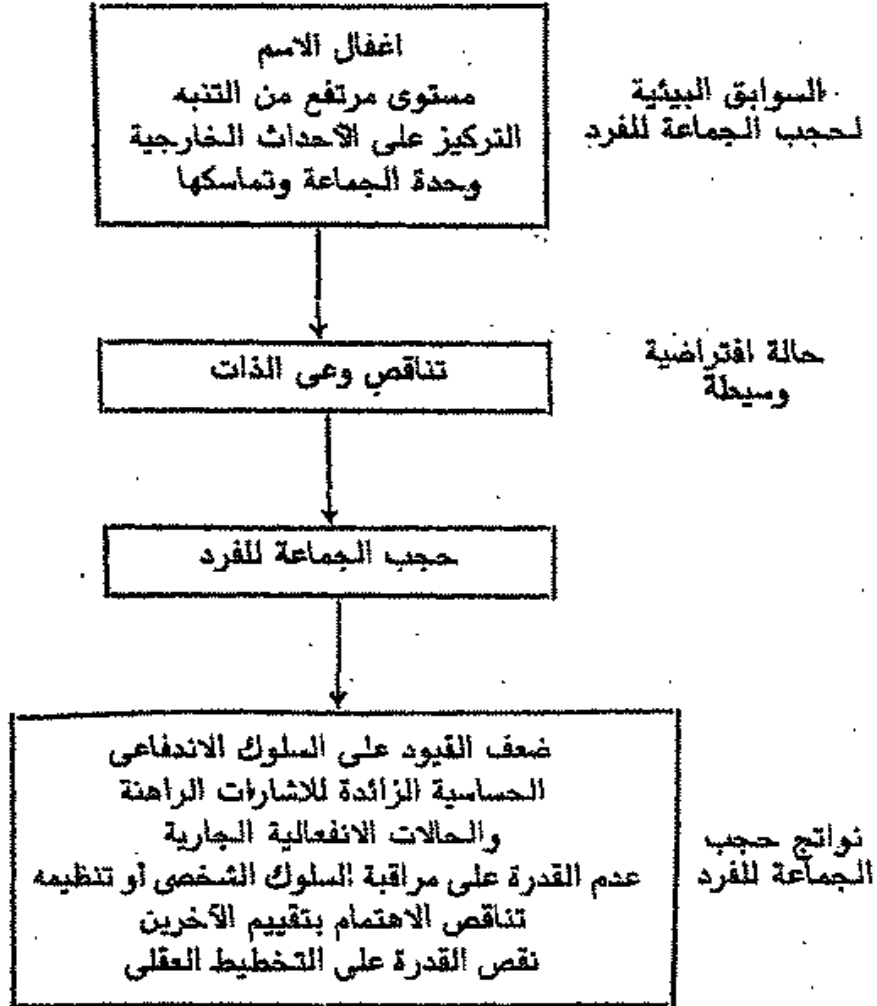 اغفال الاسم
مستوى مرتفع من التنبه
التركيز على الآحداث الخارجية
وحدة الجماعة وتماسكها
السوابق البيئية
لحجب الجماعة للفرد
تناقص وعى الذات
حالة افتراضية
وسيطة
حجب الجماعة للفرد
ضعف القيود على السلوك الاندفاعى
الحساسية الزائدة للاشارات الراهنة
والحالات الانفعالية الجارية
عدم القدرة على مراقبة السلوك الشخصى أو تنظيمه
تناقص الاهتمام بتقييم الآخرين
نقص القدرة على التخطيط العقلى
نواتج حجب
الجماعة للفرد